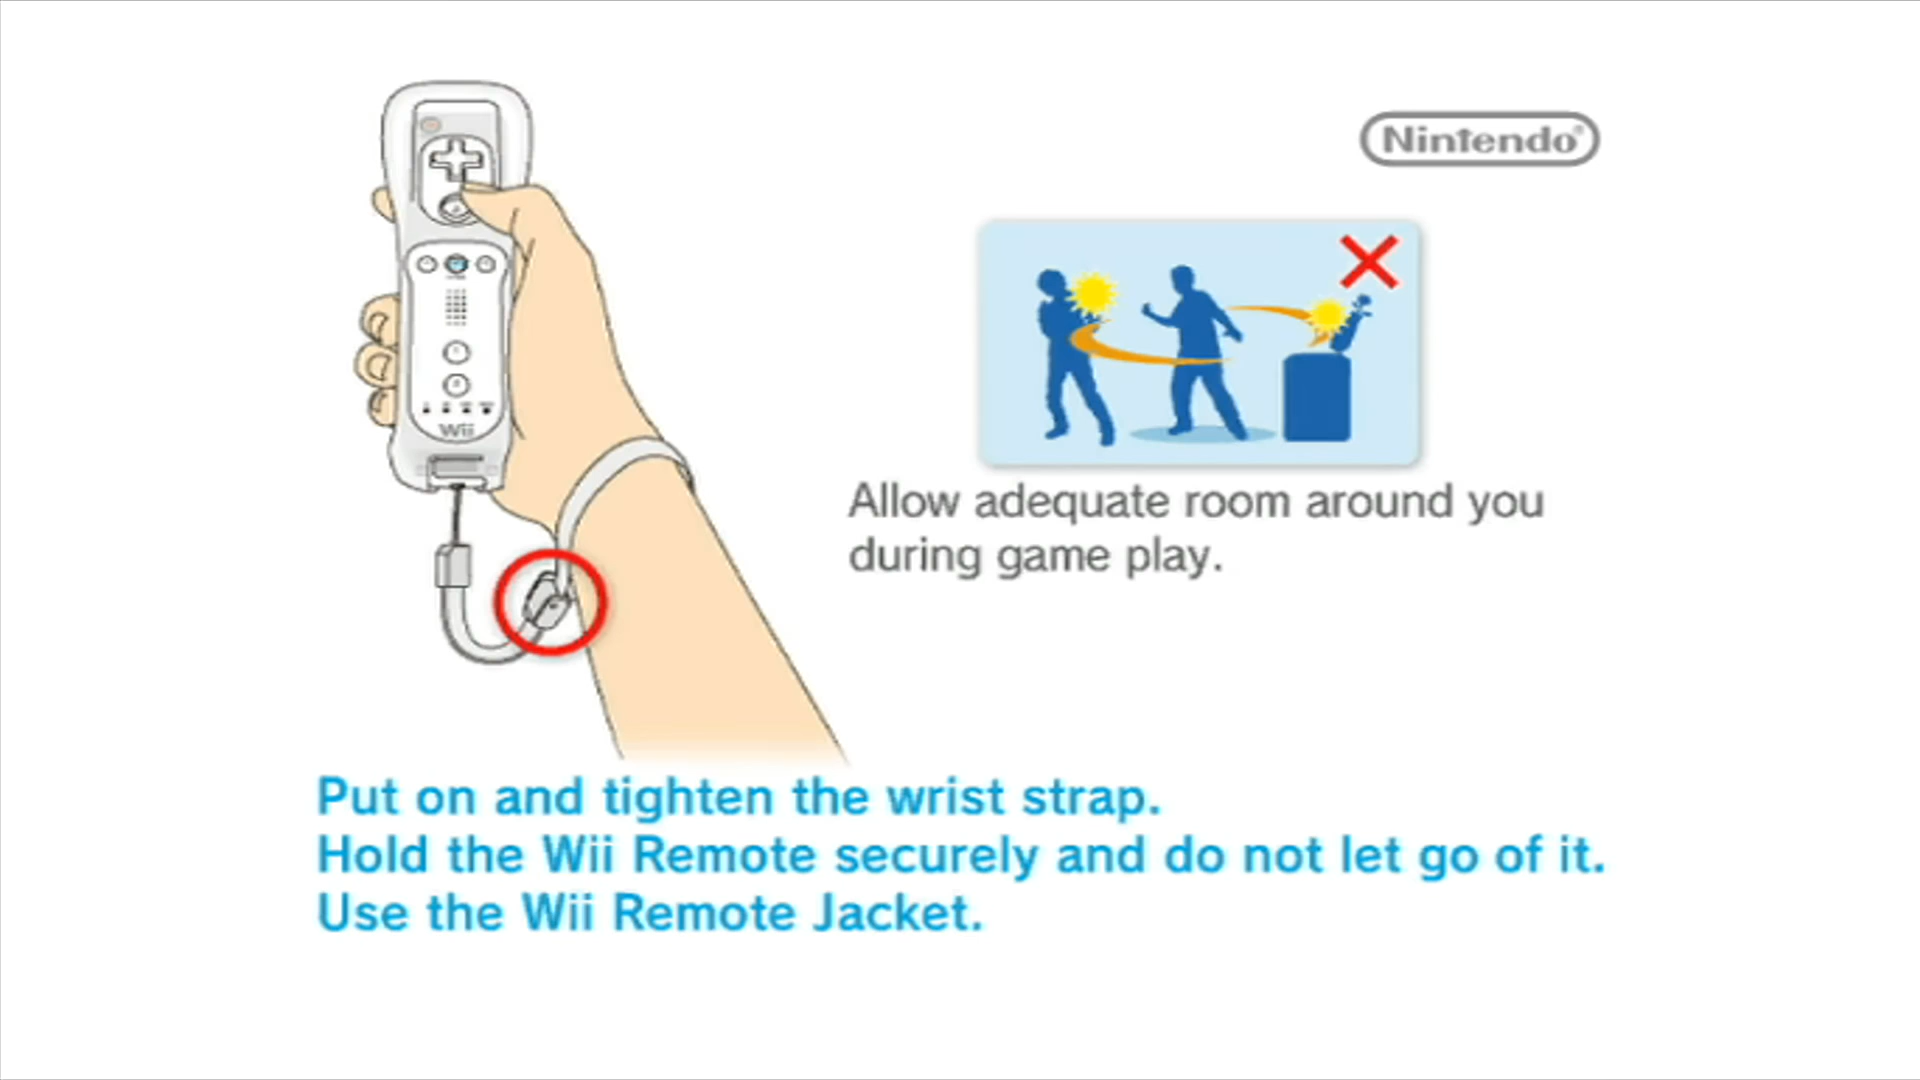 Nintendo®
Allow adequate room around you
during game play.
Wii
Put on and tighten the wrist strap.
Hold the Wii Remote securely and do not let go of it.
Use the Wii Remote Jacket.